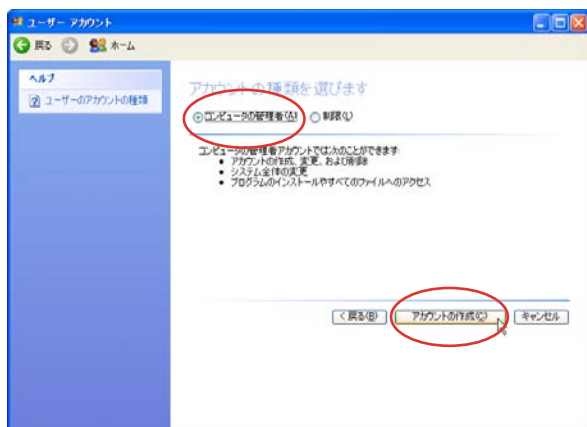 ユーザー アカウント
戻る ホーム
ヘルプ
ユーザーのアカウントの種類
アカウントの種類を選びます
コンピュータの管理者(A) 制限(L)
コンピュータの管理者アカウントでは次のことができます:
アカウントの作成、変更、および削除
システム全体の変更
プログラムのインストールやすべてのファイルへのアクセス
< 戻る(B) アカウントの作成(C) キャンセル